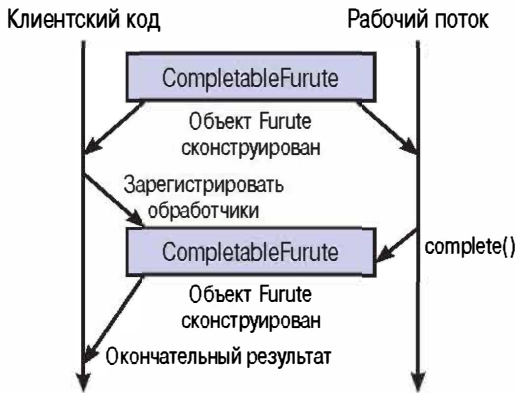 Клиентский код
Рабочий поток
CompletableFurute
Объект Furute
сконструирован
Зарегистрировать
обработчики
complete()
CompletableFurute
Объект Furute
сконструирован
Окончательный результат